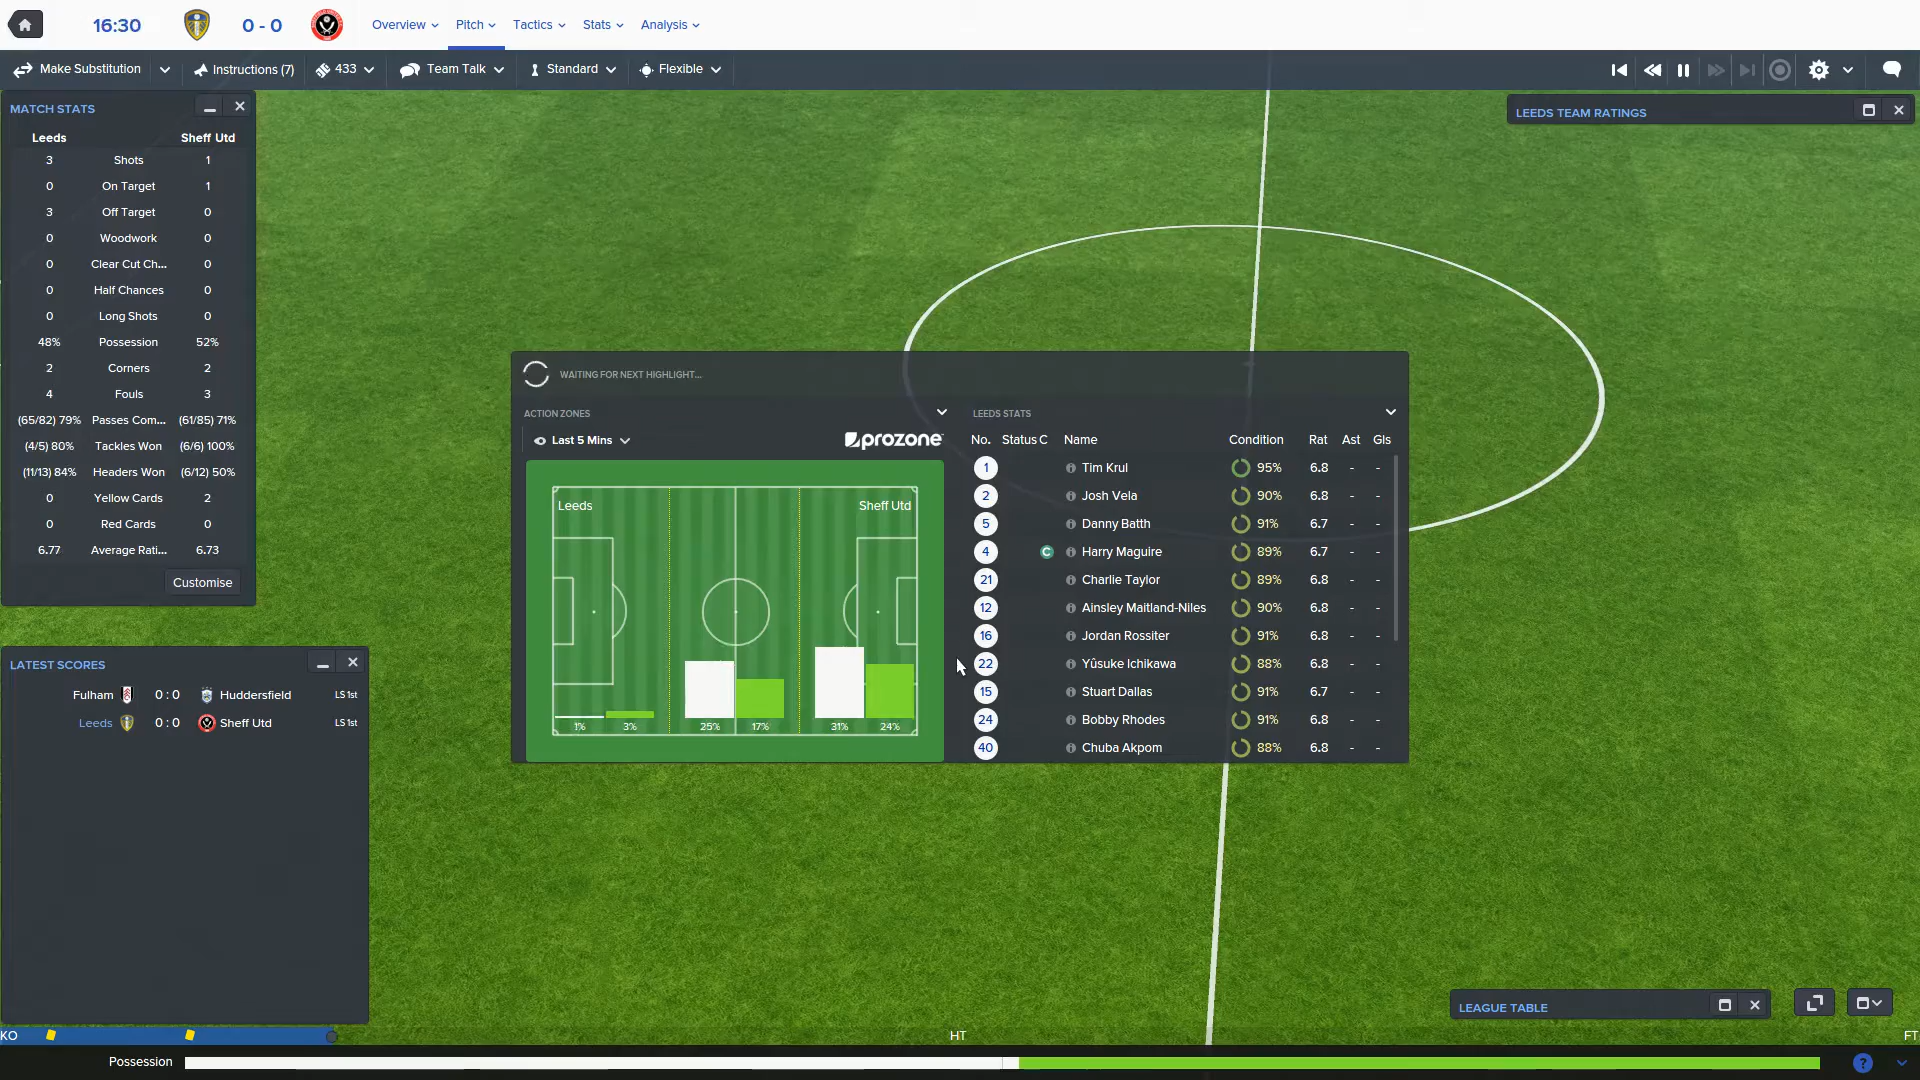 16:30 0 - 0 Overview Pitch Tactics Stats Analysis
Make Substitution Instructions (7) 433 Team Talk Standard Flexible
MATCH STATS
Leeds Sheff Utd
3 Shots 1
0 On Target 1
3 Off Target 0
0 Woodwork 0
0 Clear Cut Ch... 0
0 Half Chances 0
0 Long Shots 0
48% Possession 52%
2 Corners 2
4 Fouls 3
(65/82) 79% Passes Com... (61/85) 71%
(4/5) 80% Tackles Won (6/6) 100%
(11/13) 84% Headers Won (6/12) 50%
0 Yellow Cards 2
0 Red Cards 0
6.77 Average Rati... 6.73
Customise
LEEDS TEAM RATINGS
WAITING FOR NEXT HIGHLIGHT...
ACTION ZONES
Last 5 Mins prozone
Leeds Sheff Utd
1% 3% 25% 17% 31% 24%
LEEDS STATS
No. Status C Name Condition Rat Ast Gls
1 Tim Krul 95% 6.8 - -
2 Josh Vela 90% 6.8 - -
5 Danny Batth 91% 6.7 - -
4 C Harry Maguire 89% 6.7 - -
21 Charlie Taylor 89% 6.8 - -
12 Ainsley Maitland-Niles 90% 6.8 - -
16 Jordan Rossiter 91% 6.8 - -
22 Yûsuke Ichikawa 88% 6.8 - -
15 Stuart Dallas 91% 6.7 - -
24 Bobby Rhodes 91% 6.8 - -
40 Chuba Akpom 88% 6.8 - -
LATEST SCORES
Fulham 0 : 0 Huddersfield LS 1st
Leeds 0 : 0 Sheff Utd LS 1st
LEAGUE TABLE
KO HT FT
Possession ?